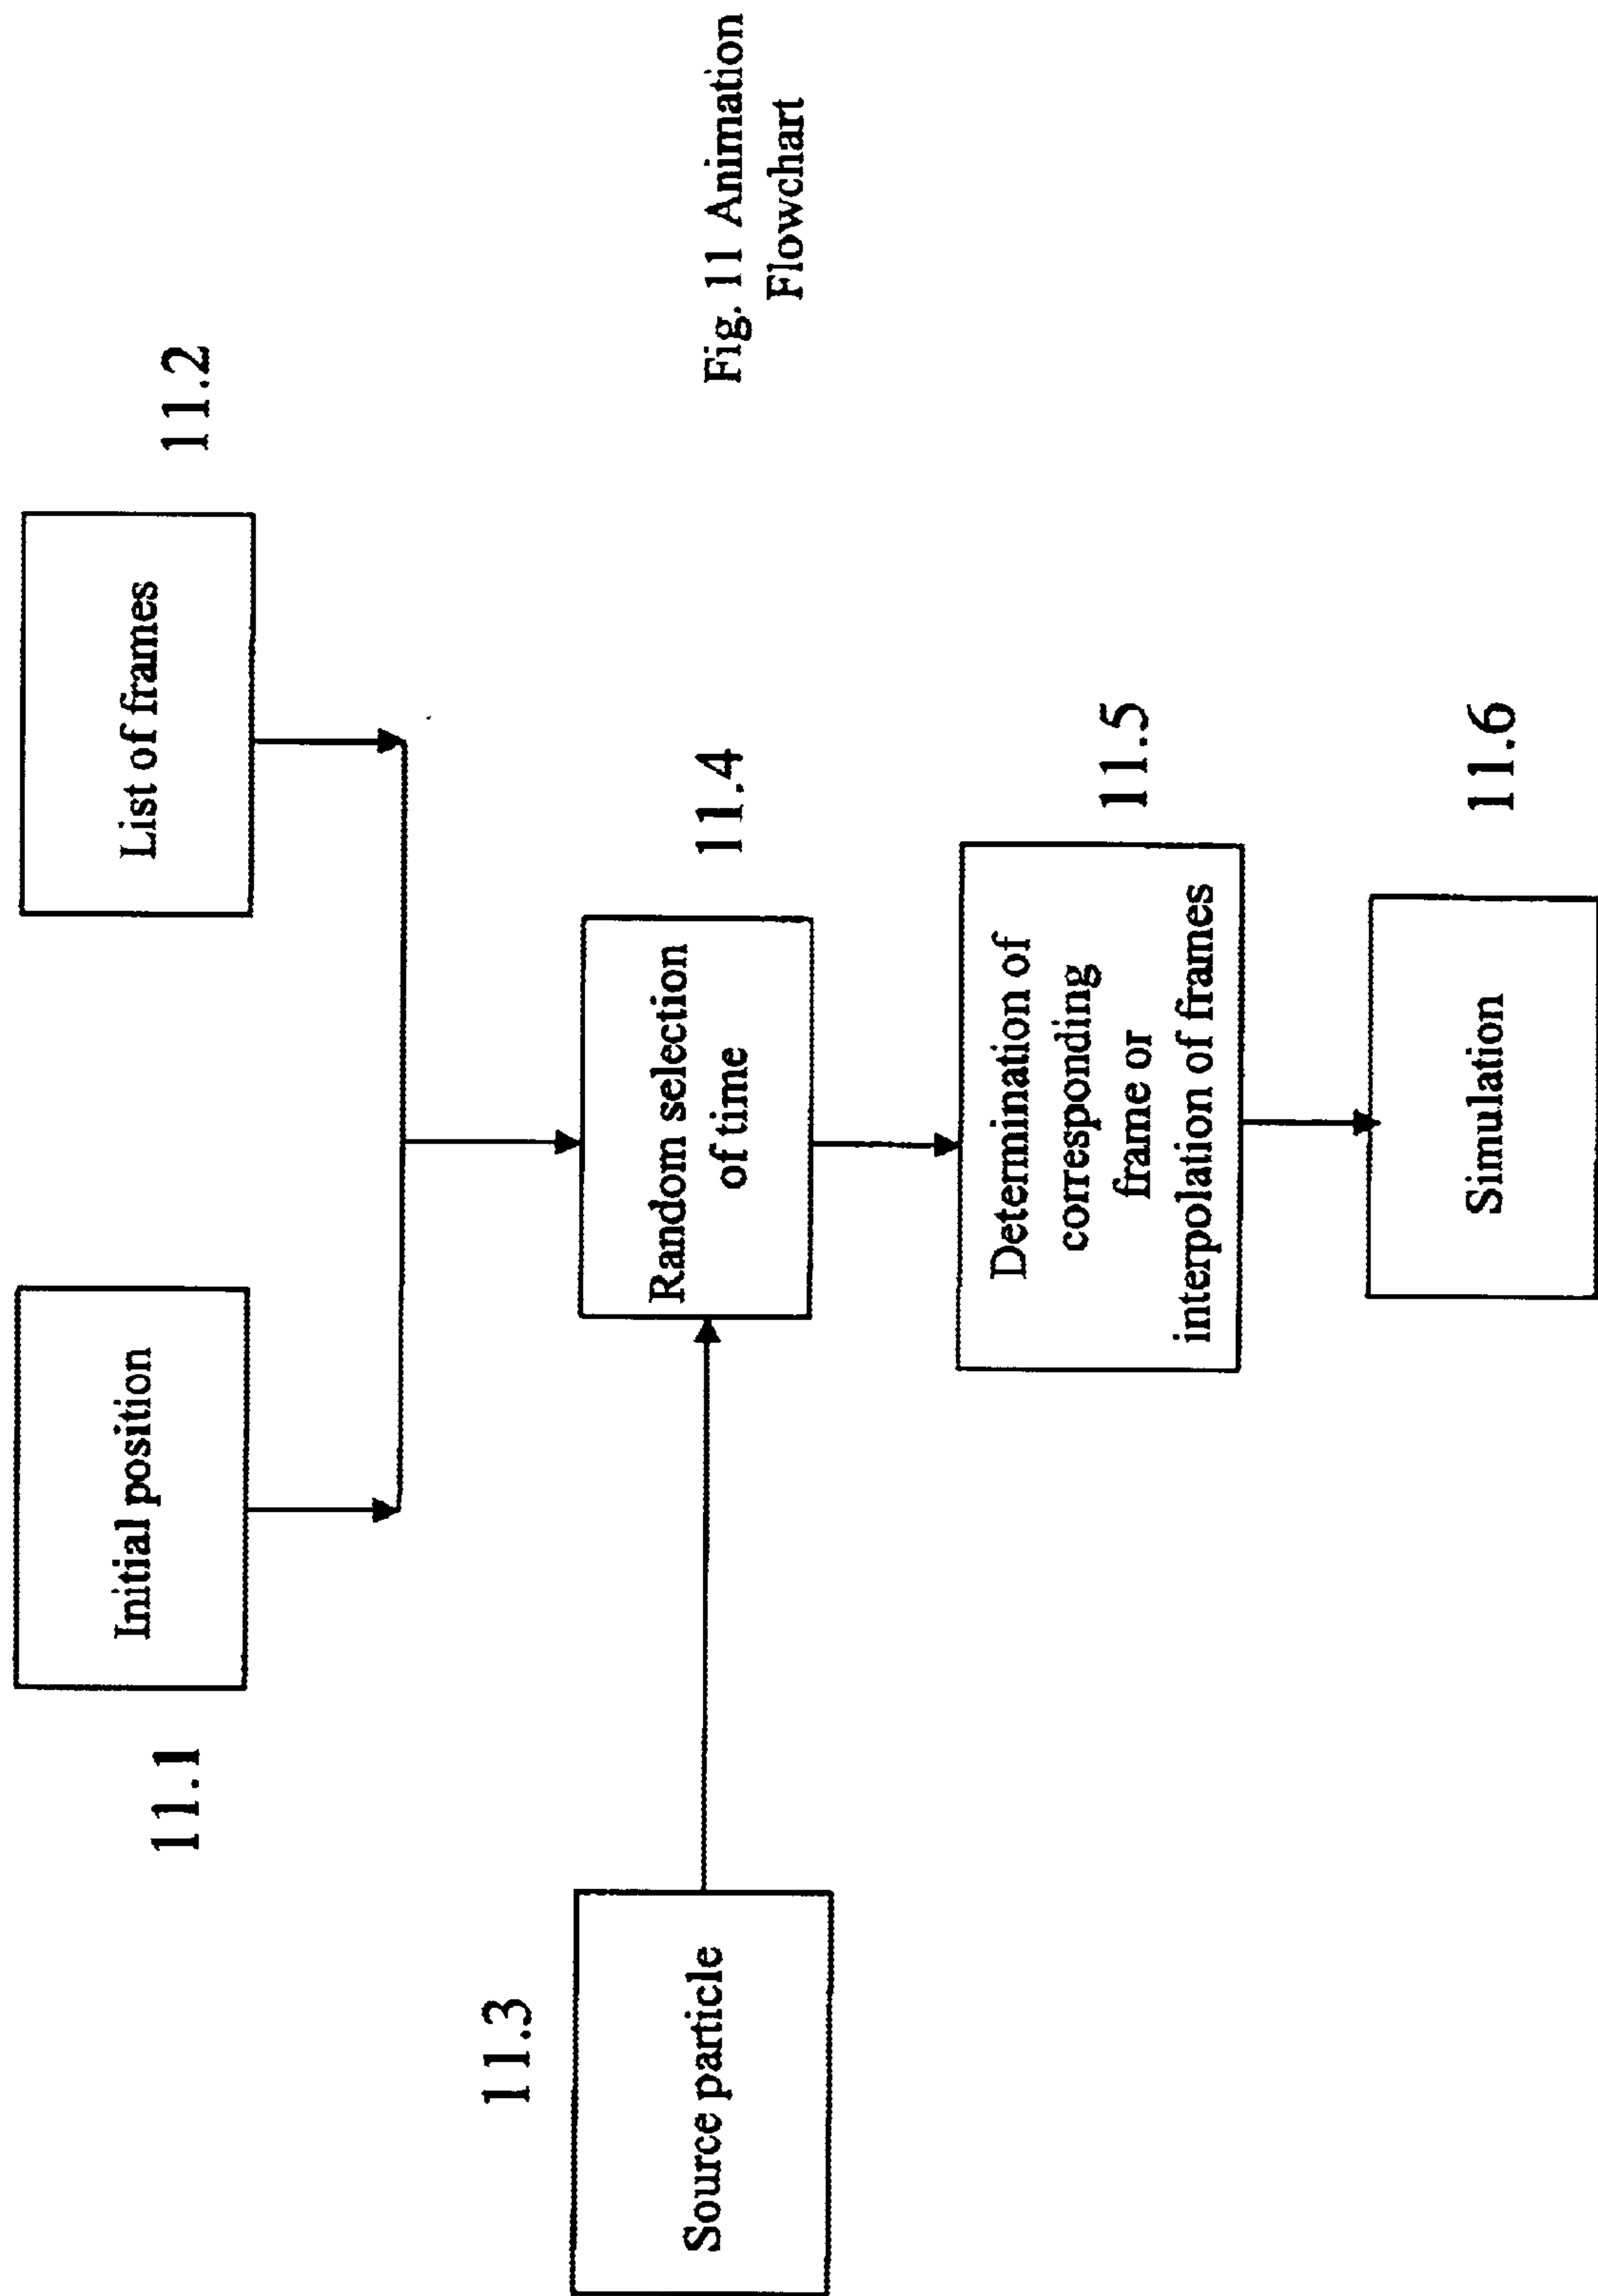 11.1
Initial position
List of frames
11.2
11.3
Source particle
Random selection
of time
11.4
Fig. 11 Animation
Flowchart
Determination of
corresponding
frame or
interpolation of frames
11.5
Simulation
11.6